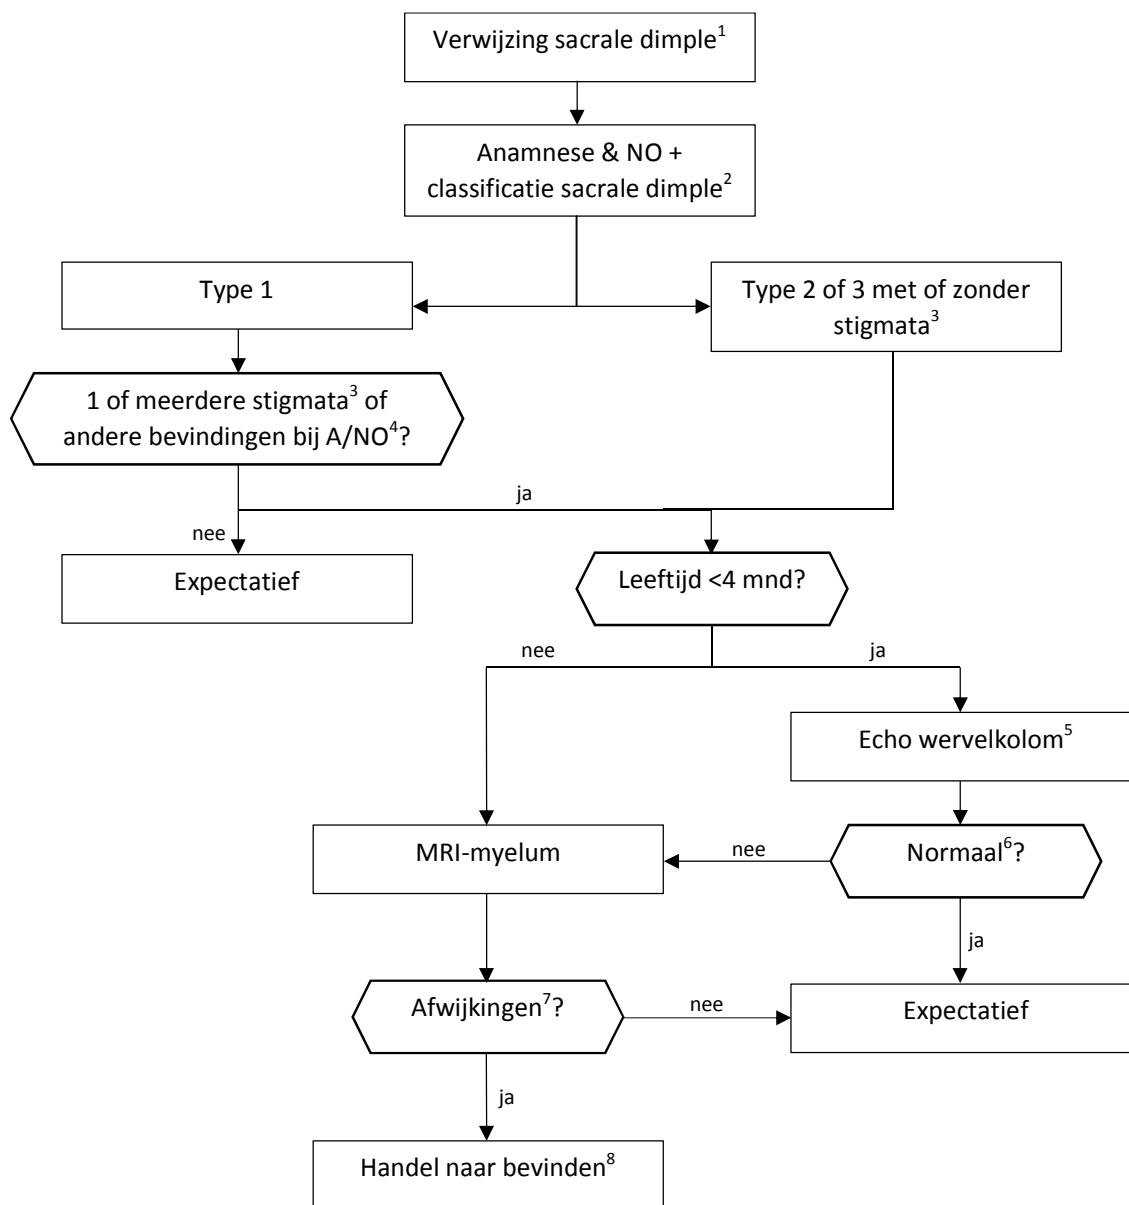 Verwijzing sacrale dimple¹
Anamnese & NO +
classificatie sacrale dimple²
Type 1
Type 2 of 3 met of zonder
stigmata³
1 of meerdere stigmata³ of
andere bevindingen bij A/NO⁴?
ja
nee
Expectatief
Leeftijd <4 mnd?
nee
ja
Echo wervelkolom⁵
MRI-myelum
nee
Normaal⁶?
ja
Afwijkingen⁷?
nee
Expectatief
ja
Handel naar bevinden⁸